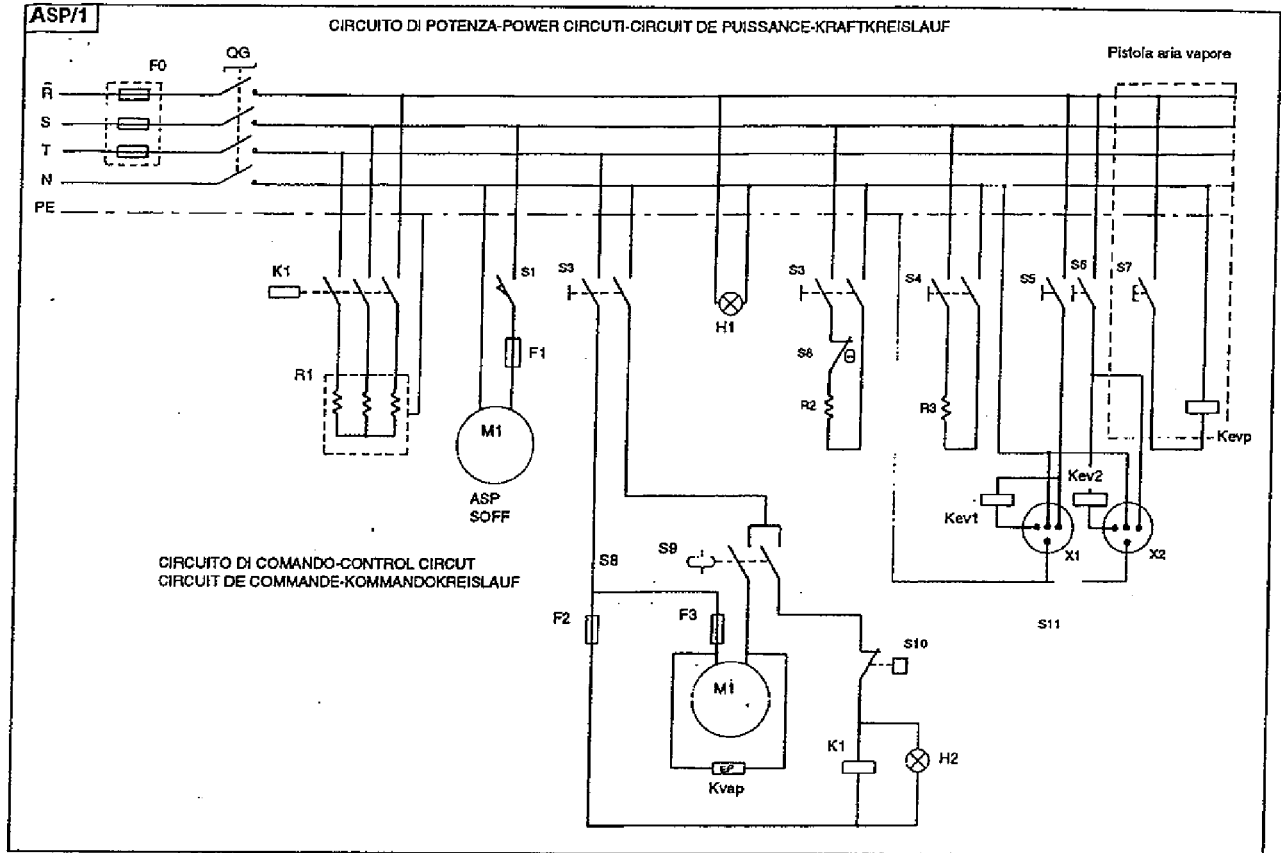 ASP/1
CIRCUITO DI POTENZA-POWER CIRCUTI-CIRCUIT DE PUISSANCE-KRAFTKREISLAUF
F0
QG
Pistola aria vapore
R
S
T
N
PE
K1
S1
S3
H1
S3
S4
S5
S6
S7
F1
S8
R1
R2
R3
M1
Kevp
ASP
SOFF
Kev1
Kev2
X1
X2
CIRCUITO DI COMANDO-CONTROL CIRCUT
CIRCUIT DE COMMANDE-KOMMANDOKREISLAUF
S8
S9
F2
F3
S11
S10
M1
K1
H2
EP
Kvap